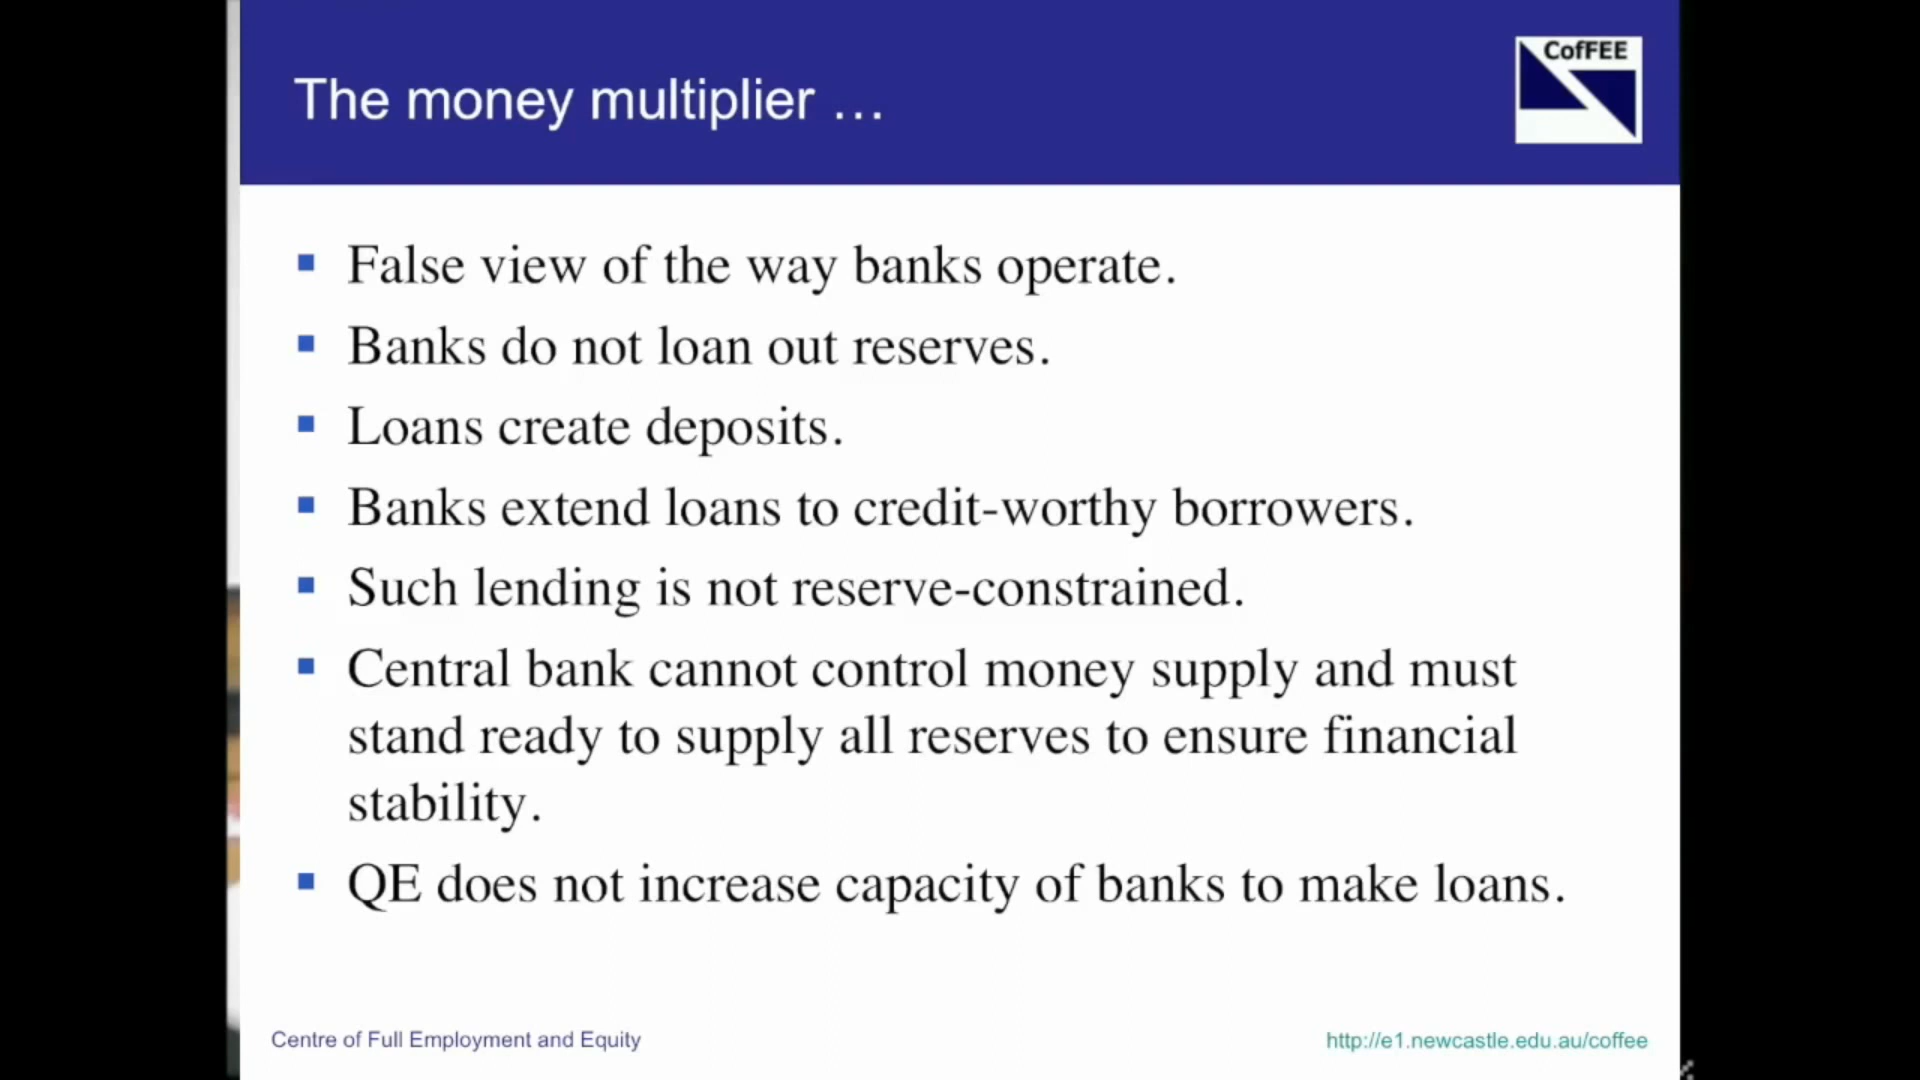 The money multiplier …
CofFEE
False view of the way banks operate.
Banks do not loan out reserves.
Loans create deposits.
Banks extend loans to credit-worthy borrowers.
Such lending is not reserve-constrained.
Central bank cannot control money supply and must
stand ready to supply all reserves to ensure financial
stability.
QE does not increase capacity of banks to make loans.
Centre of Full Employment and Equity
http://e1.newcastle.edu.au/coffee